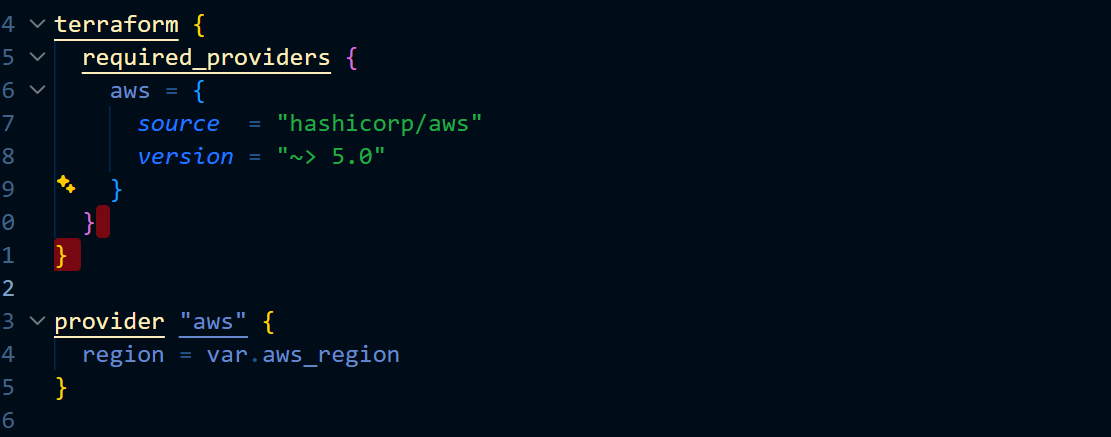 4 terraform {
5   required_providers {
6     aws = {
7       source  = "hashicorp/aws"
8       version = "~> 5.0"
9     }
0   }
1 }
2
3 provider "aws" {
4   region = var.aws_region
5 }
6